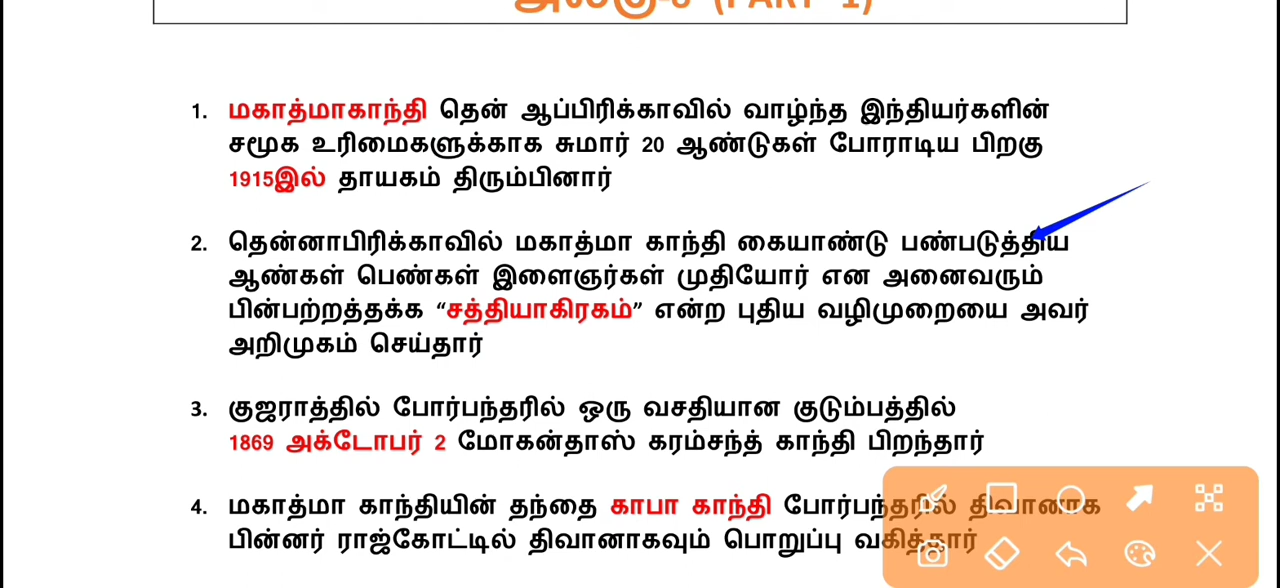 (PART 1)
1. மகாத்மாகாந்தி தென் ஆப்பிரிக்காவில் வாழ்ந்த இந்தியர்களின்
சமூக உரிமைகளுக்காக சுமார் 20 ஆண்டுகள் போராடிய பிறகு
1915இல் தாயகம் திரும்பினார்
2. தென்னாபிரிக்காவில் மகாத்மா காந்தி கையாண்டு பண்படுத்திய
ஆண்கள் பெண்கள் இளைஞர்கள் முதியோர் என அனைவரும்
பின்பற்றத்தக்க “சத்தியாகிரகம்” என்ற புதிய வழிமுறையை அவர்
அறிமுகம் செய்தார்
3. குஜராத்தில் போர்பந்தரில் ஒரு வசதியான குடும்பத்தில்
1869 அக்டோபர் 2 மோகன்தாஸ் கரம்சந்த் காந்தி பிறந்தார்
4. மகாத்மா காந்தியின் தந்தை காபா காந்தி போர்பந்தரில் திவானாக
பின்னர் ராஜ்கோட்டில் திவானாகவும் பொறுப்பு வகித்தார்